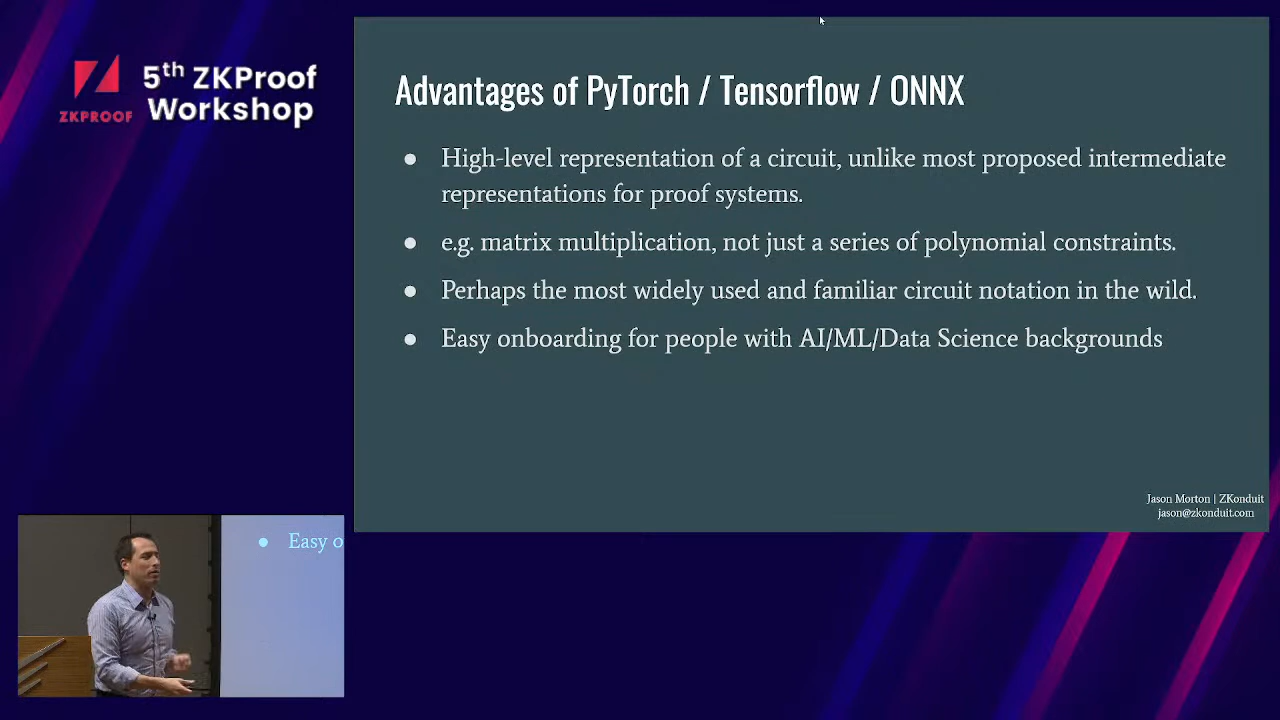 5th ZKProof
Workshop
ZKPROOF
Advantages of PyTorch / Tensorflow / ONNX
● High-level representation of a circuit, unlike most proposed intermediate
representations for proof systems.
● e.g. matrix multiplication, not just a series of polynomial constraints.
● Perhaps the most widely used and familiar circuit notation in the wild.
● Easy onboarding for people with AI/ML/Data Science backgrounds
Jason Morton | ZKonduit
jason@zkonduit.com
● Easy o